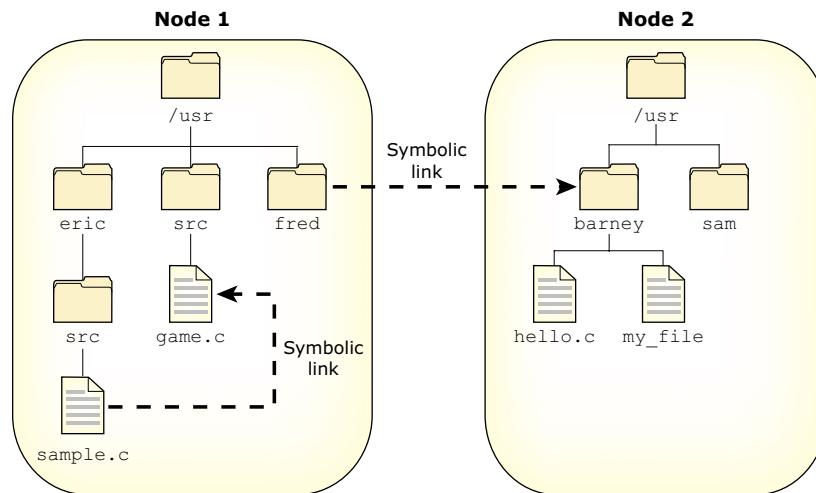 Node 1
Node 2
/usr
/usr
Symbolic
link
eric
src
fred
barney
sam
src
game.c
hello.c
my_file
Symbolic
link
sample.c